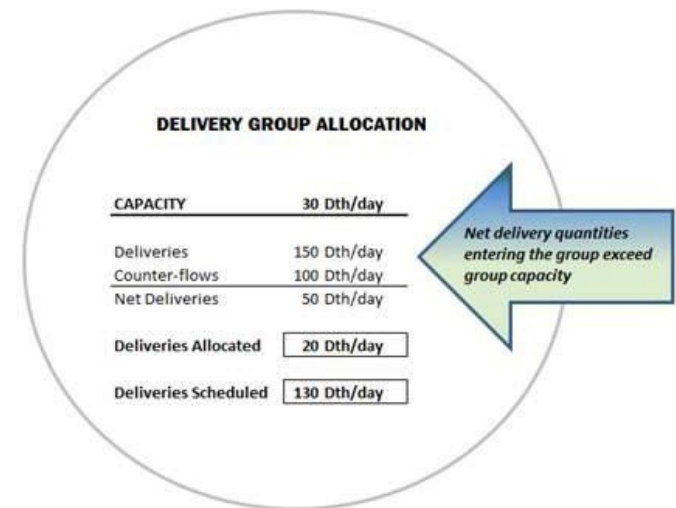 DELIVERY GROUP ALLOCATION
CAPACITY 30 Dth/day
Deliveries 150 Dth/day
Counter-flows 100 Dth/day
Net Deliveries 50 Dth/day
Deliveries Allocated 20 Dth/day
Deliveries Scheduled 130 Dth/day
Net delivery quantities
entering the group exceed
group capacity